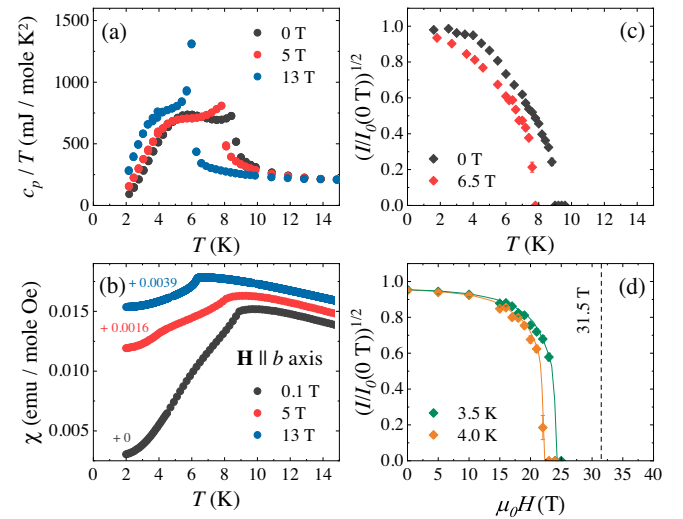 (a)
0 T
5 T
13 T
c_p / T (mJ / mole K²)
1500
1000
500
0
0 2 4 6 8 10 12 14
T (K)
(c)
0 T
6.5 T
(I/I₀(0 T))^1/2
1.0
0.8
0.6
0.4
0.2
0.0
0 2 4 6 8 10 12 14
T (K)
(b)
+ 0.0039
+ 0.0016
+ 0
H || b axis
0.1 T
5 T
13 T
χ (emu / mole Oe)
0.015
0.010
0.005
0 2 4 6 8 10 12 14
T (K)
(d)
31.5 T
3.5 K
4.0 K
(I/I₀(0 T))^1/2
1.0
0.8
0.6
0.4
0.2
0.0
0 5 10 15 20 25 30 35 40
μ₀H (T)